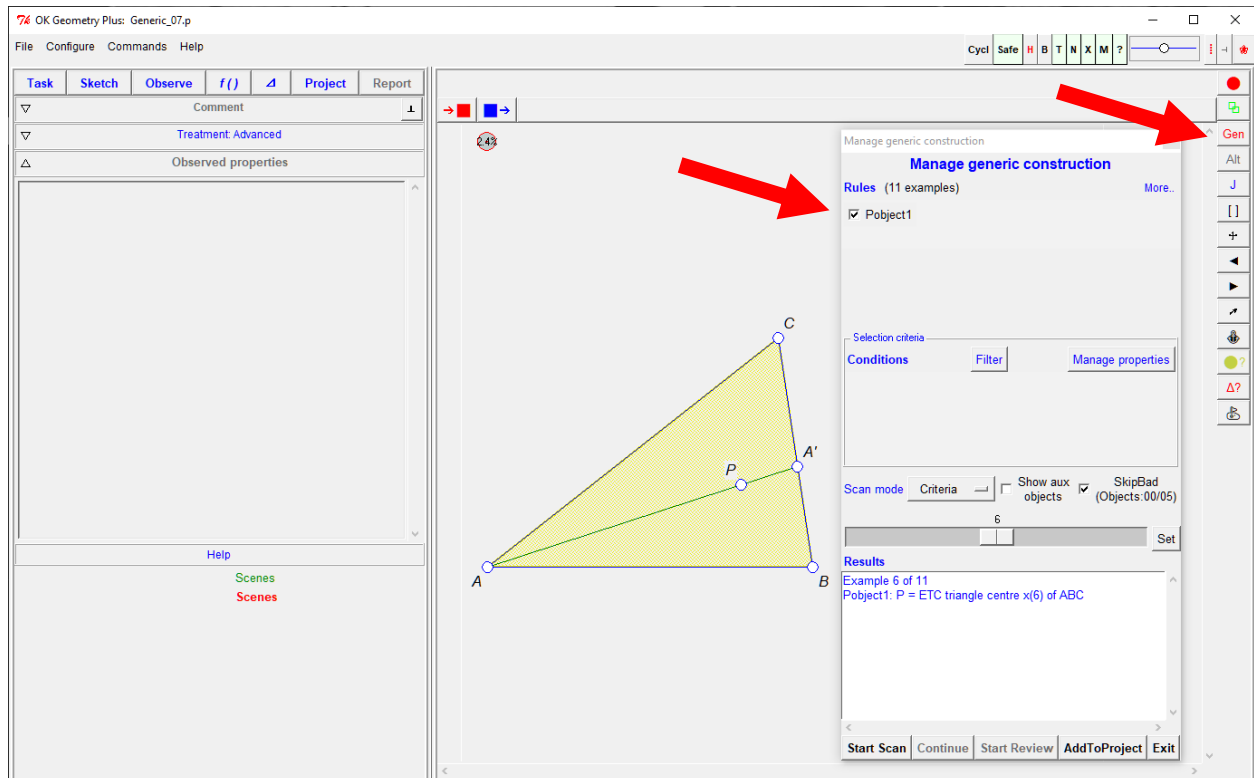 OK Geometry Plus: Generic_07.p
File Configure Commands Help
Cycl Safe H B T N X M ?
Task Sketch Observe f() ⊿ Project Report
Comment
Treatment: Advanced
Observed properties
Help
Scenes
Scenes
2.4%
C
A'
P
A
B
Manage generic construction
Manage generic construction
Rules (11 examples) More..
Pobject1
Selection criteria
Conditions Filter Manage properties
Scan mode Criteria Show aux objects SkipBad (Objects:00/05)
6
Set
Results
Example 6 of 11
Pobject1: P = ETC triangle centre x(6) of ABC
Start Scan Continue Start Review AddToProject Exit
Gen
Alt
J
[ ]
?
Δ?